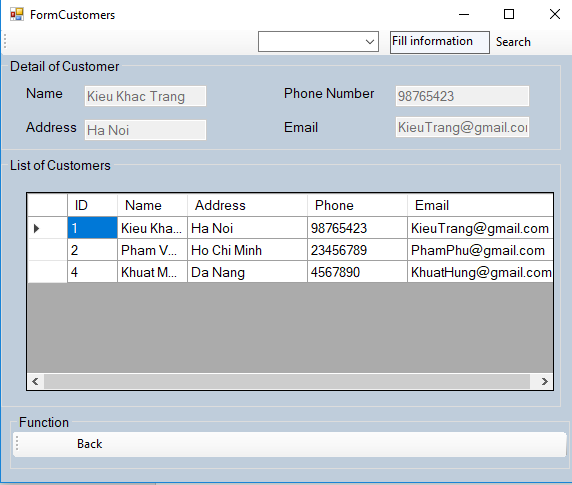 FormCustomers
Fill information Search
Detail of Customer
Name Kieu Khac Trang Phone Number 98765423
Address Ha Noi Email KieuTrang@gmail.com
List of Customers
ID Name Address Phone Email
1 Kieu Kha... Ha Noi 98765423 KieuTrang@gmail.com
2 Pham V... Ho Chi Minh 23456789 PhamPhu@gmail.com
4 Khuat M... Da Nang 4567890 KhuatHung@gmail.com
Function
Back